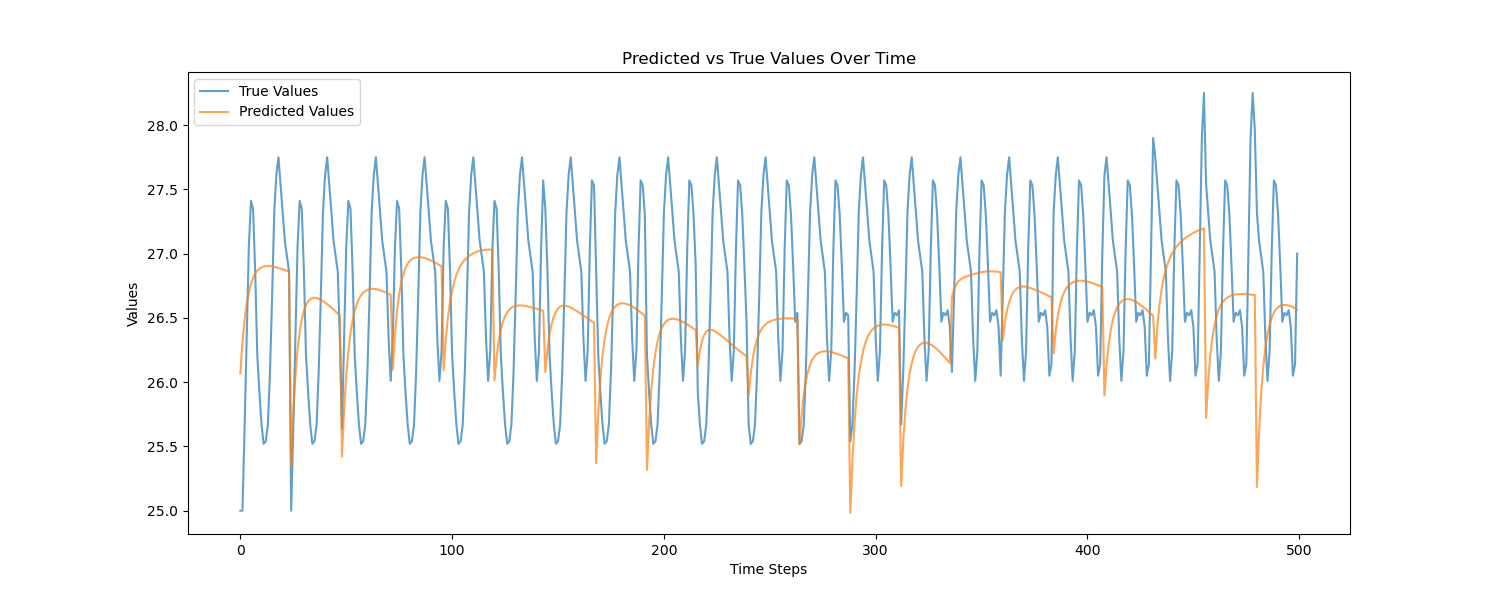 Predicted vs True Values Over Time
True Values
Predicted Values
Values
28.0
27.5
27.0
26.5
26.0
25.5
25.0
0
100
200
300
400
500
Time Steps